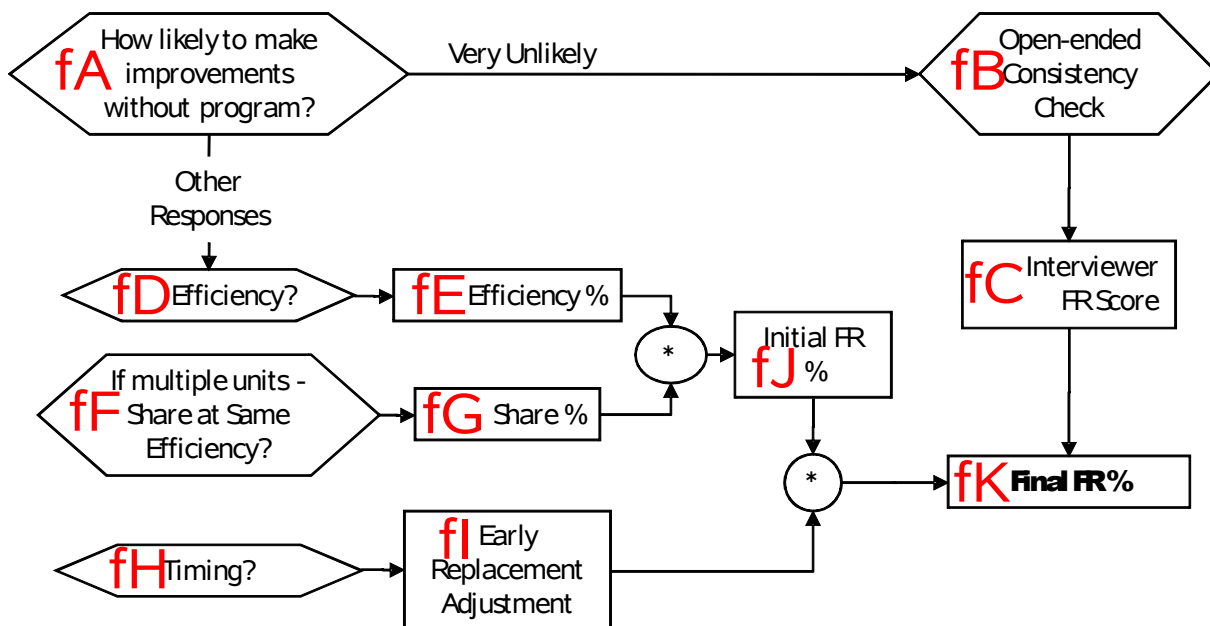 fA How likely to make
improvements
without program?
Very Unlikely
fB Open-ended
Consistency
Check
Other
Responses
fD Efficiency?
fE Efficiency %
*
Initial FR
fJ %
fC Interviewer
FR Score
fF If multiple units -
Share at Same
Efficiency?
fG Share %
*
fK Final FR%
fH Timing?
fI Early
Replacement
Adjustment